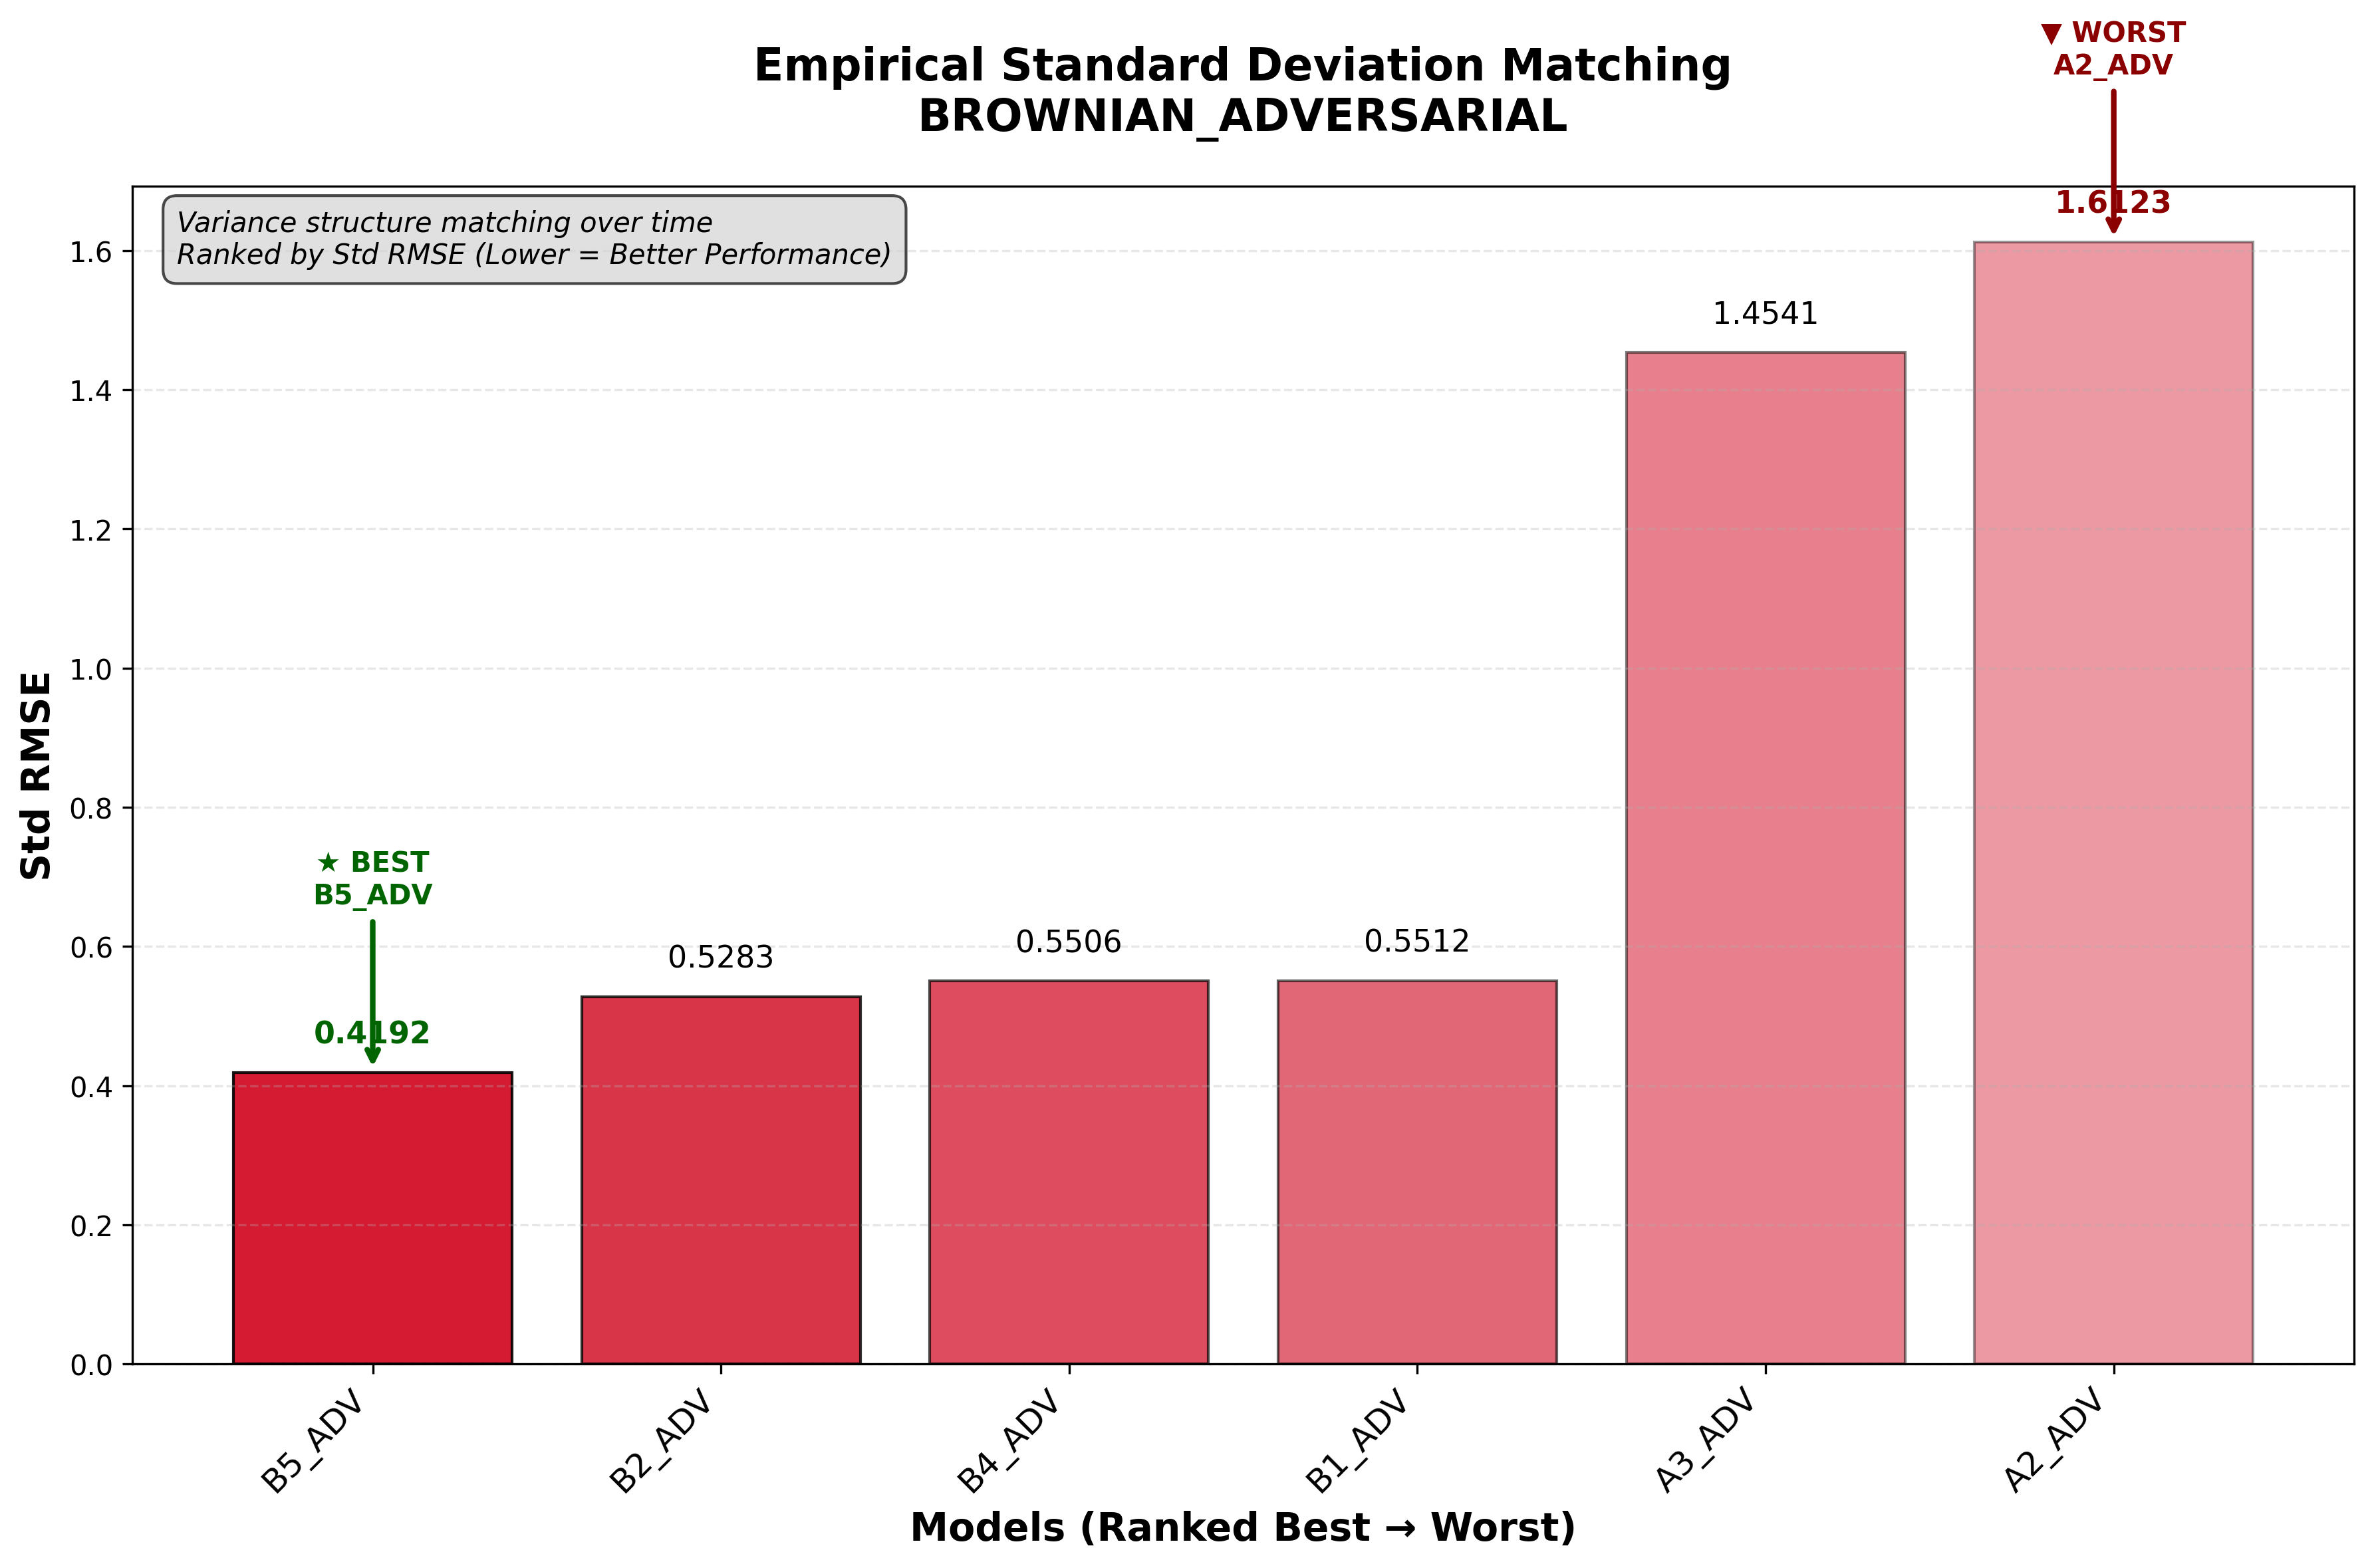 ▼ WORST
A2_ADV
Empirical Standard Deviation Matching
BROWNIAN_ADVERSARIAL
Variance structure matching over time
Ranked by Std RMSE (Lower = Better Performance)
1.6123
1.4541
★ BEST
B5_ADV
0.4192
0.5283
0.5506
0.5512
Std RMSE
1.6
1.4
1.2
1.0
0.8
0.6
0.4
0.2
0.0
B5_ADV
B2_ADV
B4_ADV
B1_ADV
A3_ADV
A2_ADV
Models (Ranked Best → Worst)